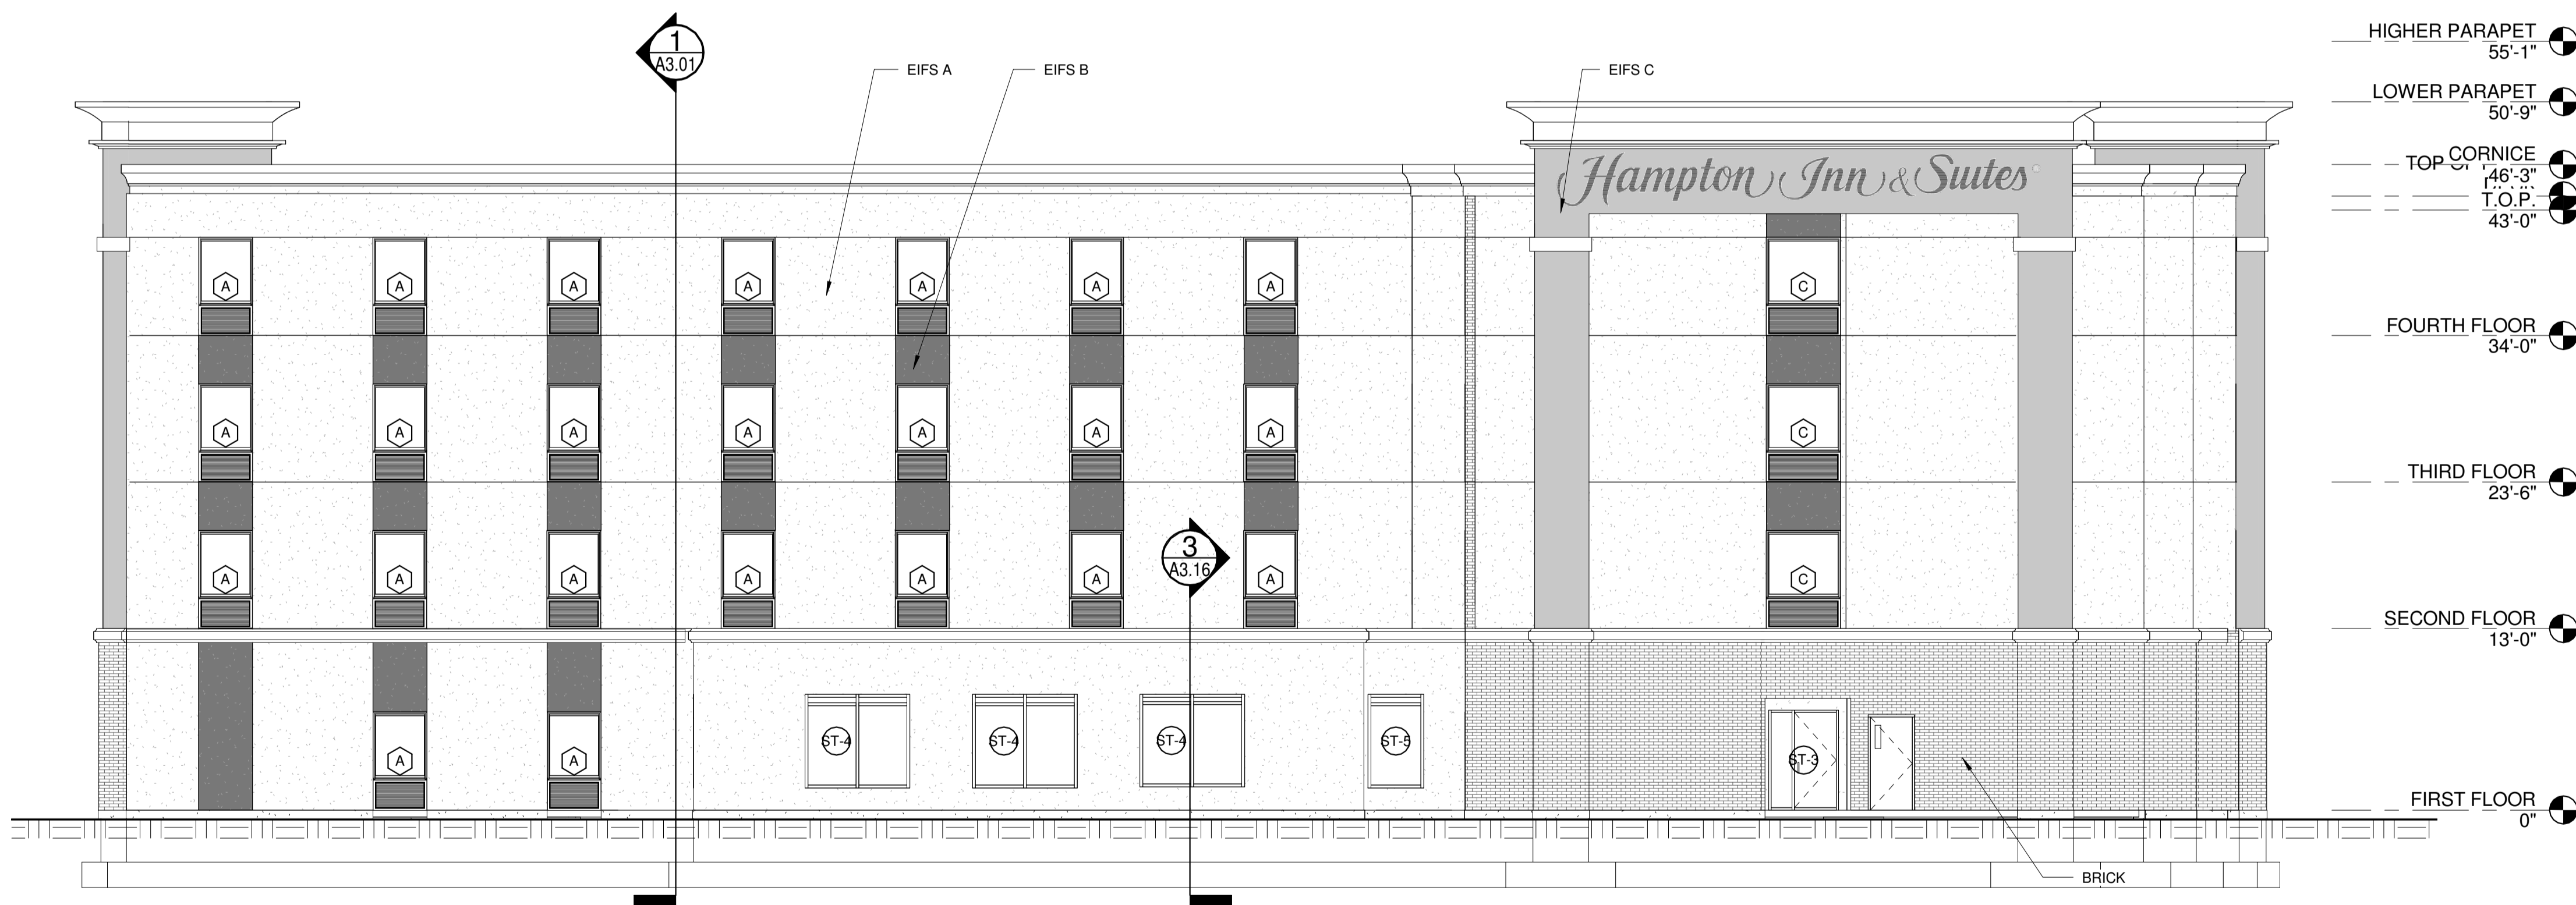 1
A3.01
EIFS A
EIFS B
EIFS C
HIGHER PARAPET
55'-1"
LOWER PARAPET
50'-9"
Hampton Inn & Suites
CORNICE
TOP OF
46'-3"
T.O.P.
43'-0"
A A A A A A A C
FOURTH FLOOR
34'-0"
A A A A A A A C
THIRD FLOOR
23'-6"
3
A3.16
A A A A A A A C
SECOND FLOOR
13'-0"
ST-4 ST-4 ST-4 ST-5
A A ST-3
FIRST FLOOR
0"
BRICK